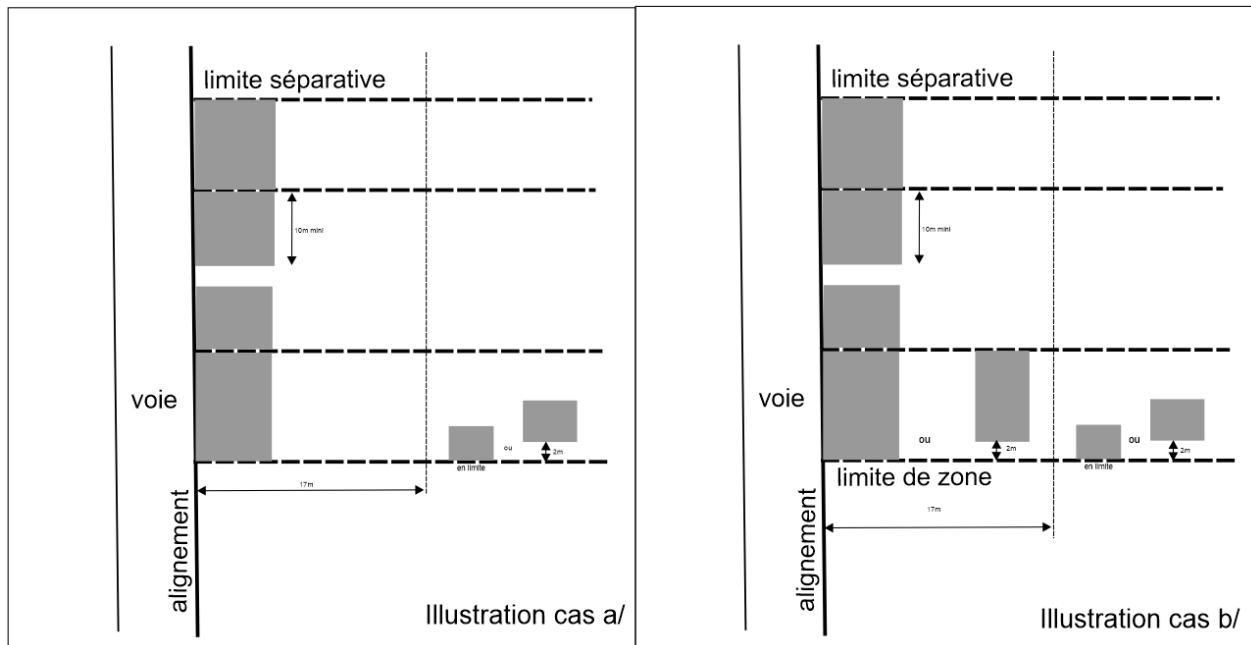 limite séparative
10m mini
voie
ou
2m
en limite
17m
alignement
Illustration cas a/
limite séparative
10m mini
voie
ou
ou
2m
2m
en limite
limite de zone
17m
alignement
Illustration cas b/